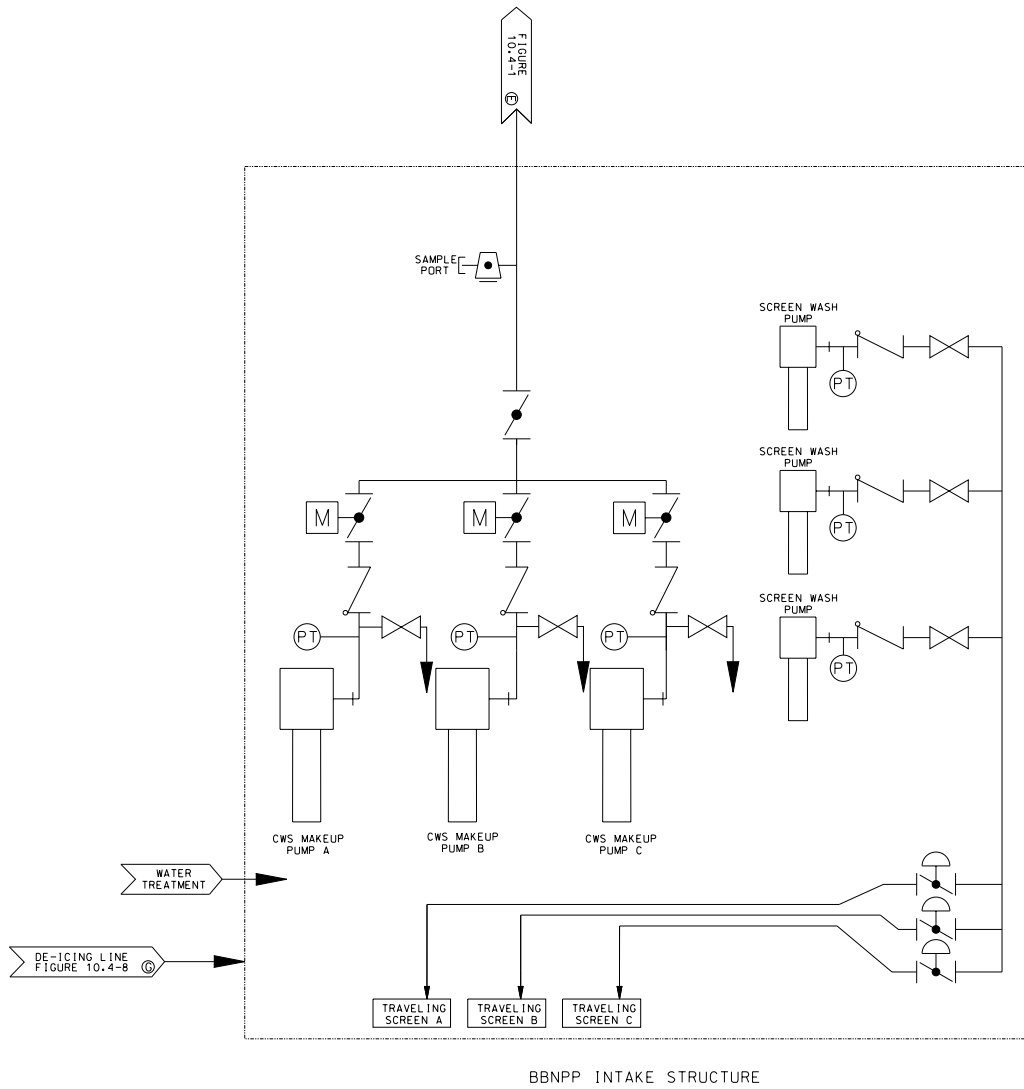 FIGURE
10.4-1
E
SAMPLE
PORT
SCREEN WASH
PUMP
PT
SCREEN WASH
PUMP
PT
M
M
M
SCREEN WASH
PUMP
PT
PT
PT
PT
CWS MAKEUP
PUMP A
CWS MAKEUP
PUMP B
CWS MAKEUP
PUMP C
WATER
TREATMENT
DE-ICING LINE
FIGURE 10.4-8
G
TRAVELING
SCREEN A
TRAVELING
SCREEN B
TRAVELING
SCREEN C
BBNPP INTAKE STRUCTURE